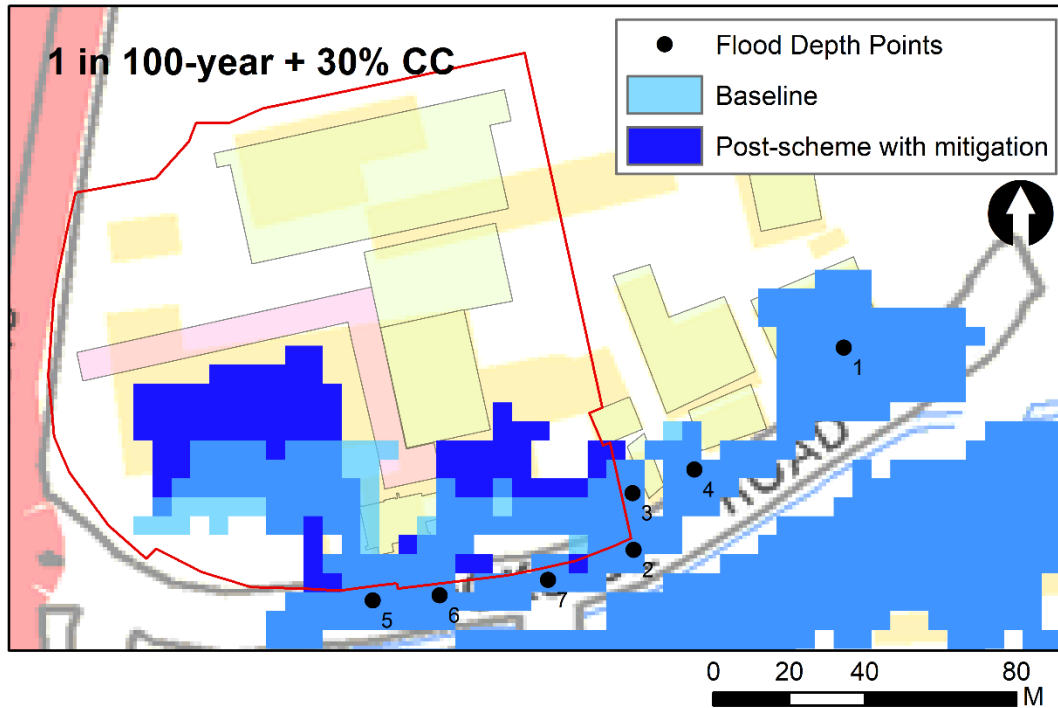 1 in 100-year + 30% CC
Flood Depth Points
Baseline
Post-scheme with mitigation
1
4
ROAD
3
2
7
6
5
0 20 40 80
M